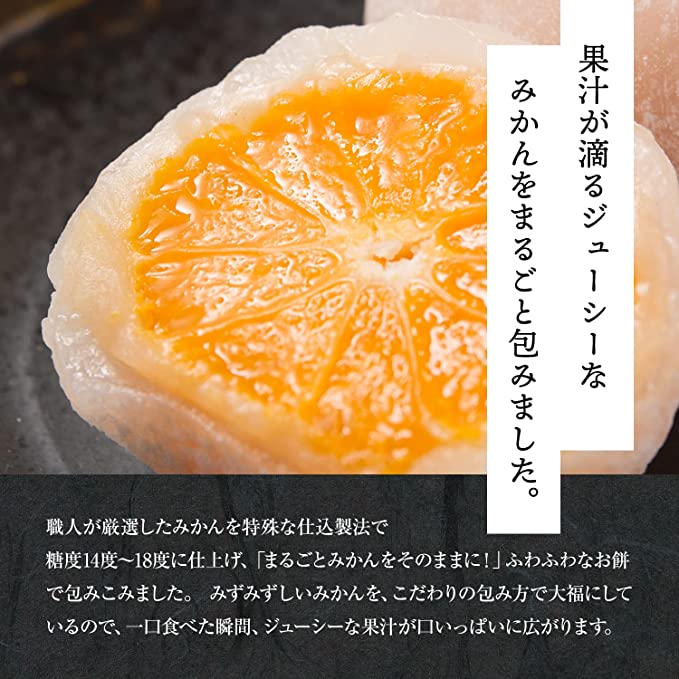 果汁が滴るジューシーな
みかんをまるごと包みました。
職人が厳選したみかんを特殊な仕込製法で
糖度14度～18度に仕上げ、「まるごとみかんをそのままに！」ふわふわなお餅
で包みこみました。 みずみずしいみかんを、こだわりの包み方で大福にして
いるので、一口食べた瞬間、ジューシーな果汁が口いっぱいに広がります。